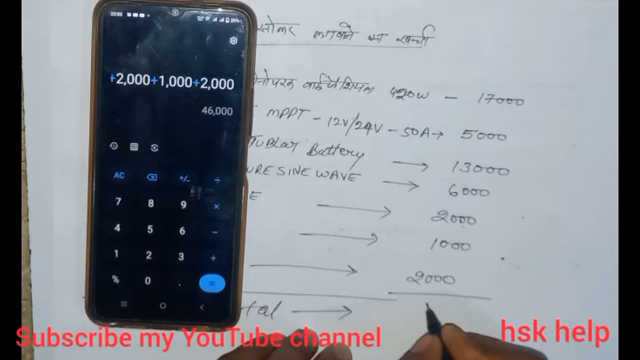 सोलर लगाने का खर्चा
+2,000+1,000+2,000
46,000
420W — 17000
MPPT - 12V/24V - 50A → 5000
TUBLAR Battery → 13000
URE SINE WAVE → 6000
E → 2000
→ 1000
→ 2000
tal →
AC +/- ÷
7 8 9 ×
4 5 6 −
1 2 3 +
% 0 . =
Subscribe my YouTube channel
hsk help